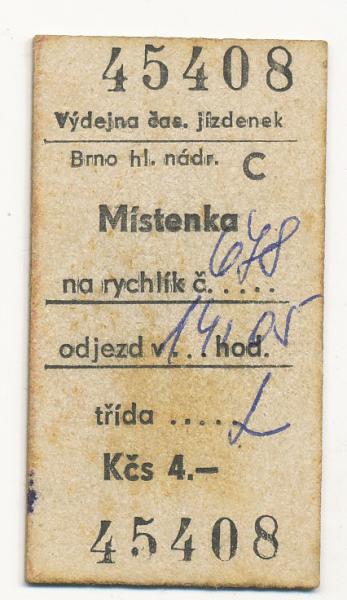 45408
Výdejna čas. jízdenek
Brno hl. nádr. C
Místenka
na rychlík č. 678
odjezd v 14.05 hod.
třída ....
Kčs 4.–
45408